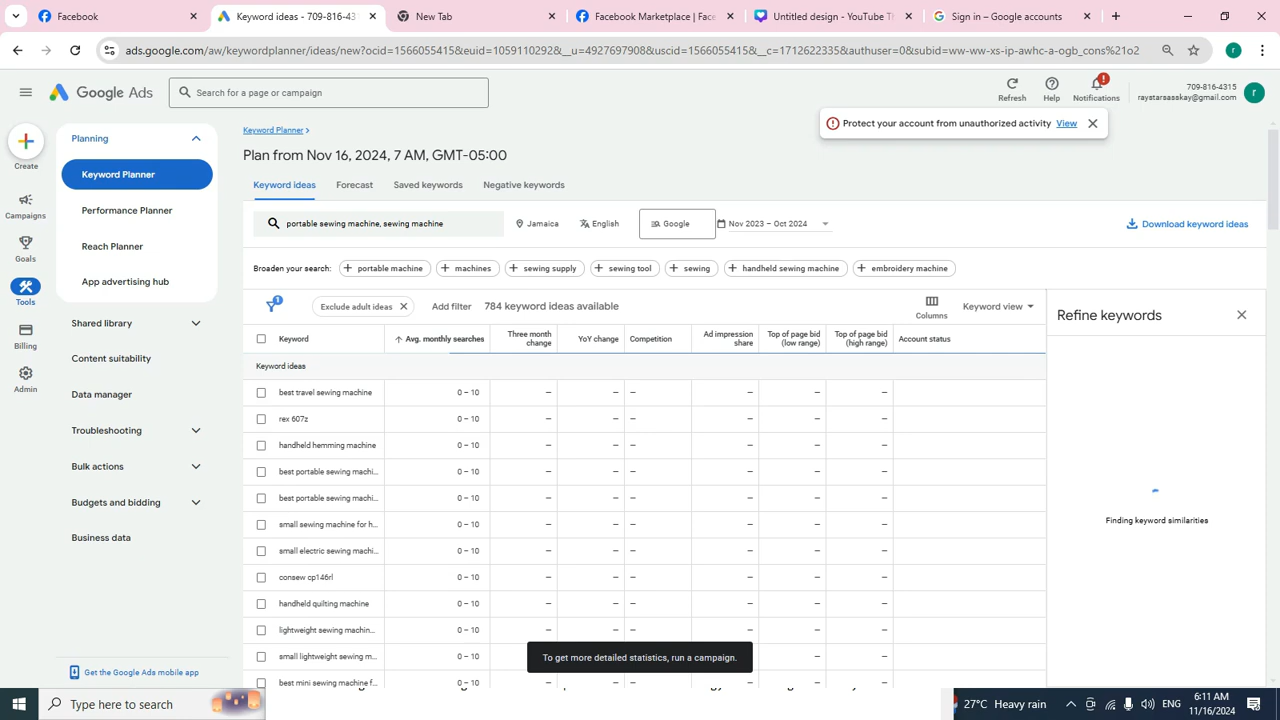 Facebook
Keyword ideas - 709-816-431
New Tab
Facebook Marketplace | Fac
Untitled design - YouTube Th
Sign in – Google accounts
ads.google.com/aw/keywordplanner/ideas/new?ocid=1566055415&euid=1059110292&__u=4927697908&uscid=1566055415&__c=1712622335&authuser=0&subid=ww-ww-xs-ip-awhc-a-ogb_cons%21o2
r
Google Ads
Search for a page or campaign
Refresh
Help
Notifications
709-816-4315
raystarsasskay@gmail.com
r
Protect your account from unauthorized activity View
Create
Campaigns
Goals
Tools
Billing
Admin
Planning
Keyword Planner
Performance Planner
Reach Planner
App advertising hub
Shared library
Content suitability
Data manager
Troubleshooting
Bulk actions
Budgets and bidding
Business data
Get the Google Ads mobile app
Keyword Planner
Plan from Nov 16, 2024, 7 AM, GMT-05:00
Keyword ideas Forecast Saved keywords Negative keywords
portable sewing machine, sewing machine
Jamaica
English
Google
Nov 2023 – Oct 2024
Download keyword ideas
Broaden your search: portable machine machines sewing supply sewing tool sewing handheld sewing machine embroidery machine
1
Exclude adult ideas
Add filter
784 keyword ideas available
Columns
Keyword view
Keyword Avg. monthly searches Three month change YoY change Competition Ad impression share Top of page bid (low range) Top of page bid (high range) Account status
Keyword ideas
best travel sewing machine 0 – 10 – – – – – –
rex 607z 0 – 10 – – – – – –
handheld hemming machine 0 – 10 – – – – – –
best portable sewing machi... 0 – 10 – – – – – –
best portable sewing machi... 0 – 10 – – – – – –
small sewing machine for h... 0 – 10 – – – – – –
small electric sewing machi... 0 – 10 – – – – – –
consew cp146rl 0 – 10 – – – – – –
handheld quilting machine 0 – 10 – – – – – –
lightweight sewing machin... 0 – 10 – – – – – –
small lightweight sewing m... 0 – 10 – –
best mini sewing machine f... 0 – 10 – –
To get more detailed statistics, run a campaign.
Refine keywords
Finding keyword similarities
Type here to search
27°C Heavy rain
ENG
6:11 AM
11/16/2024